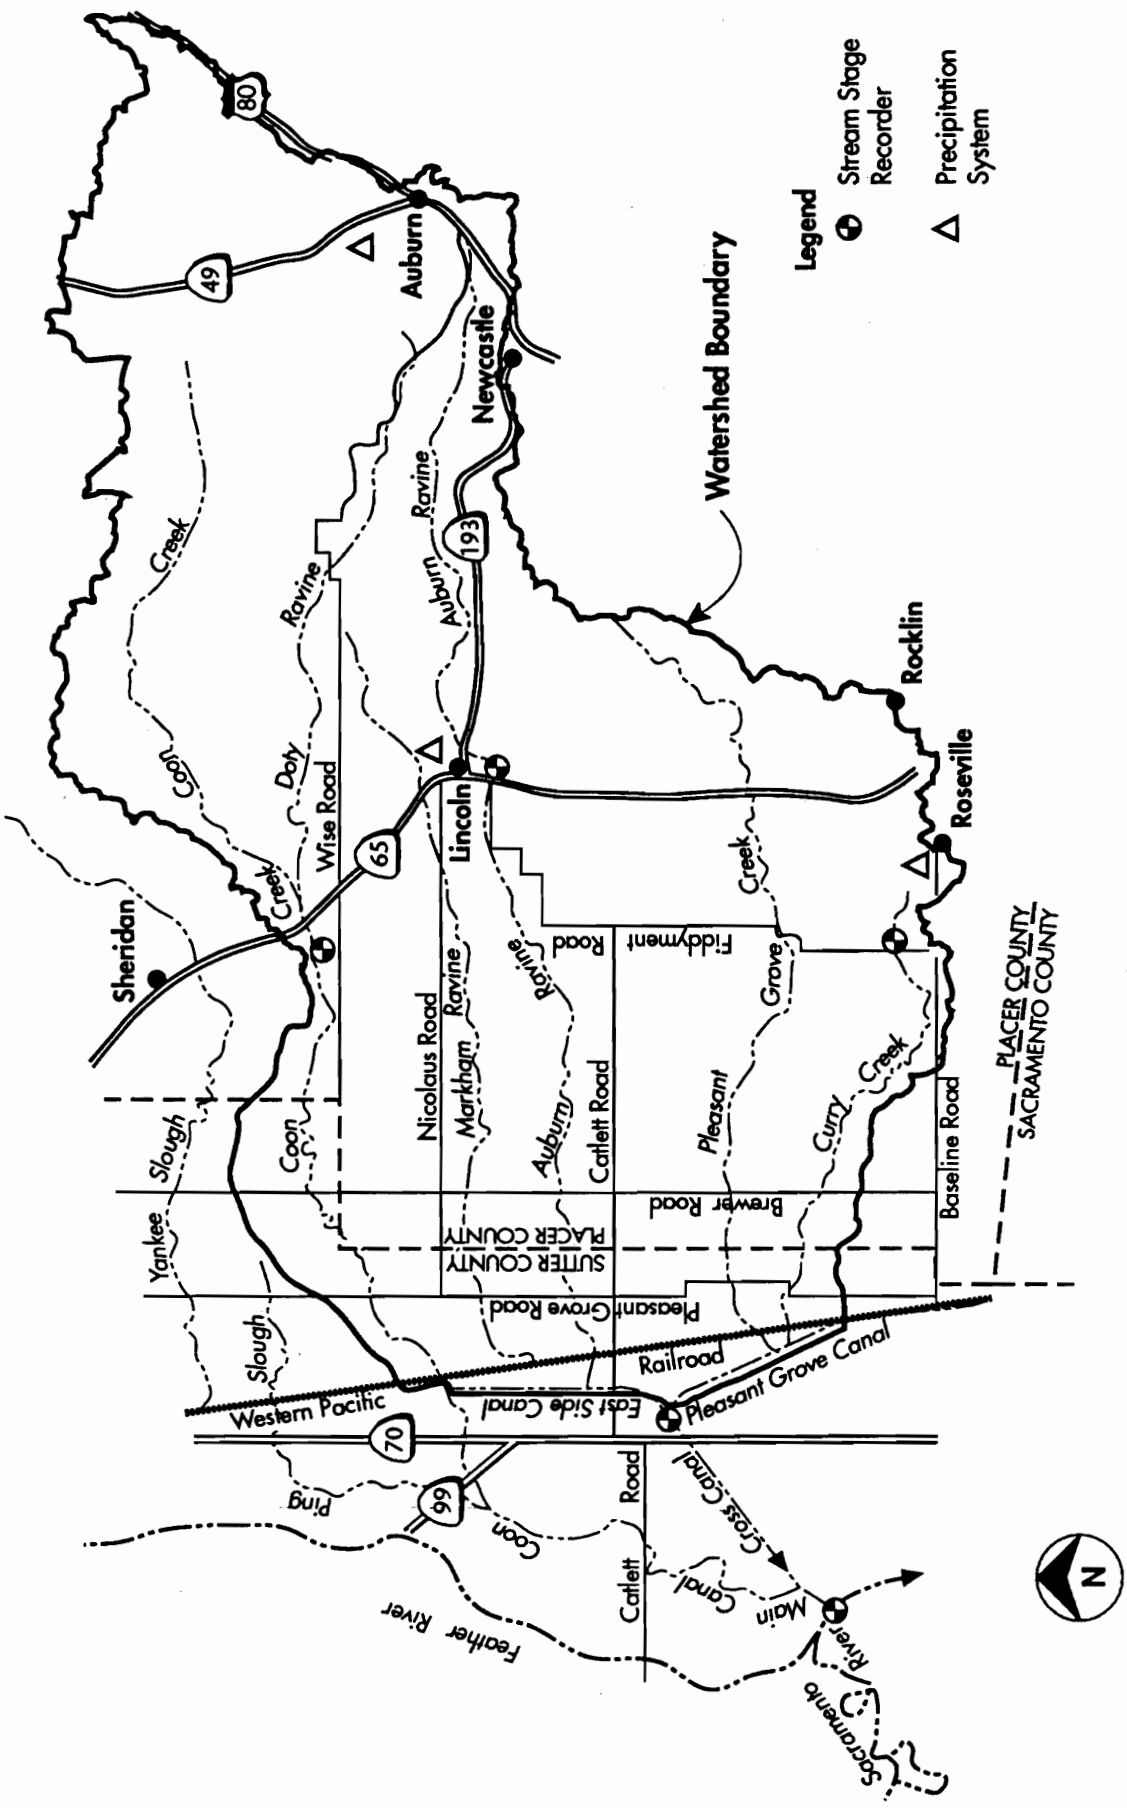 80
49
Auburn
Newcastle
Legend
Stream Stage
Recorder
Precipitation
System
Watershed Boundary
Creek
Coon
Creek
Ravine
Doty
Wise Road
Ravine
Auburn
193
65
Lincoln
Sheridan
Rocklin
Roseville
Creek
Grove
Pleasant
Fiddyment
Road
Nicolaus Road
Ravine
Markham
Ravine
Auburn
Catlett Road
Curry
Creek
Baseline Road
PLACER COUNTY
SACRAMENTO COUNTY
Yankee
Slough
Coon
Brewer Road
PLACER COUNTY
SUTTER COUNTY
Pleasant Grove Road
Slough
Ping
Western Pacific
Railroad
East Side Canal
Pleasant Grove Canal
70
99
Coon
Catlett
Road
Cross Canal
Main
Canal
Feather River
Sacramento
River
N